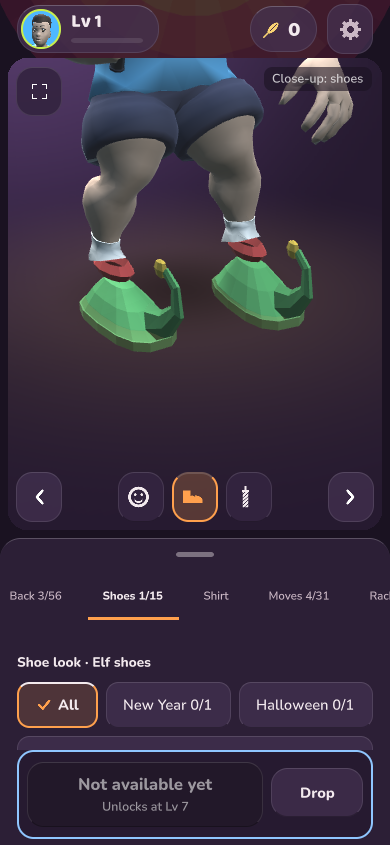 Lv 1
0
Close-up: shoes
Back 3/56
Shoes 1/15
Shirt
Moves 4/31
Shoe look · Elf shoes
All
New Year 0/1
Halloween 0/1
Not available yet
Unlocks at Lv 7
Drop